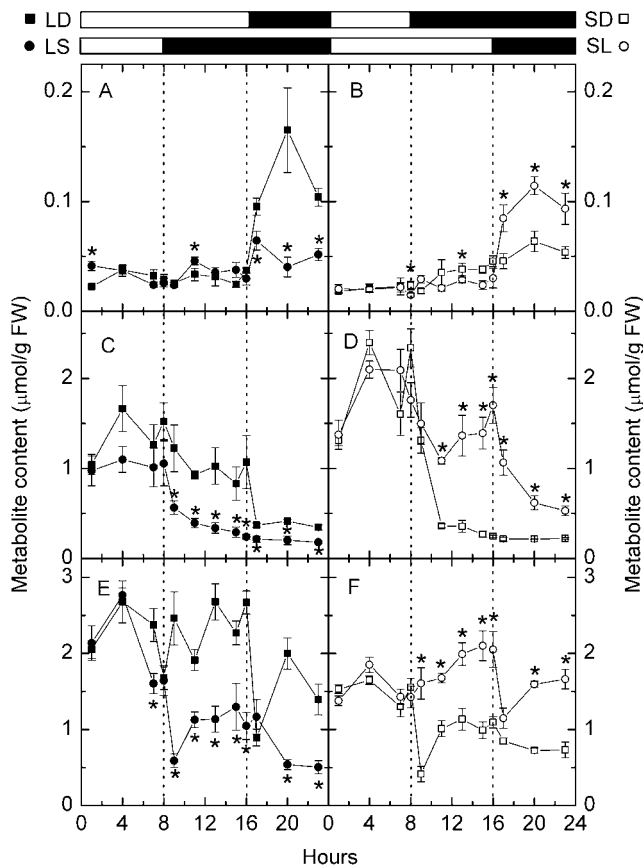 ■ LD SD □
● LS SL ○
0.2 A B 0.2
0.1 0.1
0.0 0.0
C D
2 2
1 1
0 0
E F
3 3
2 2
1 1
0 0
Metabolite content (μmol/g FW)
Metabolite content (μmol/g FW)
0 4 8 12 16 20 0 4 8 12 16 20 24
Hours Hours